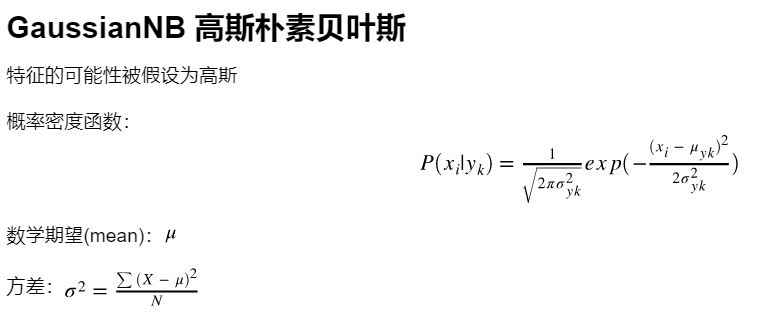 GaussianNB 高斯朴素贝叶斯
特征的可能性被假设为高斯
概率密度函数：
P(x_i|y_k) = \frac{1}{\sqrt{2\pi\sigma_{yk}^2}} exp(-\frac{(x_i - \mu_{yk})^2}{2\sigma_{yk}^2})
数学期望(mean)：μ
方差：\sigma^2 = \frac{\sum (X - \mu)^2}{N}